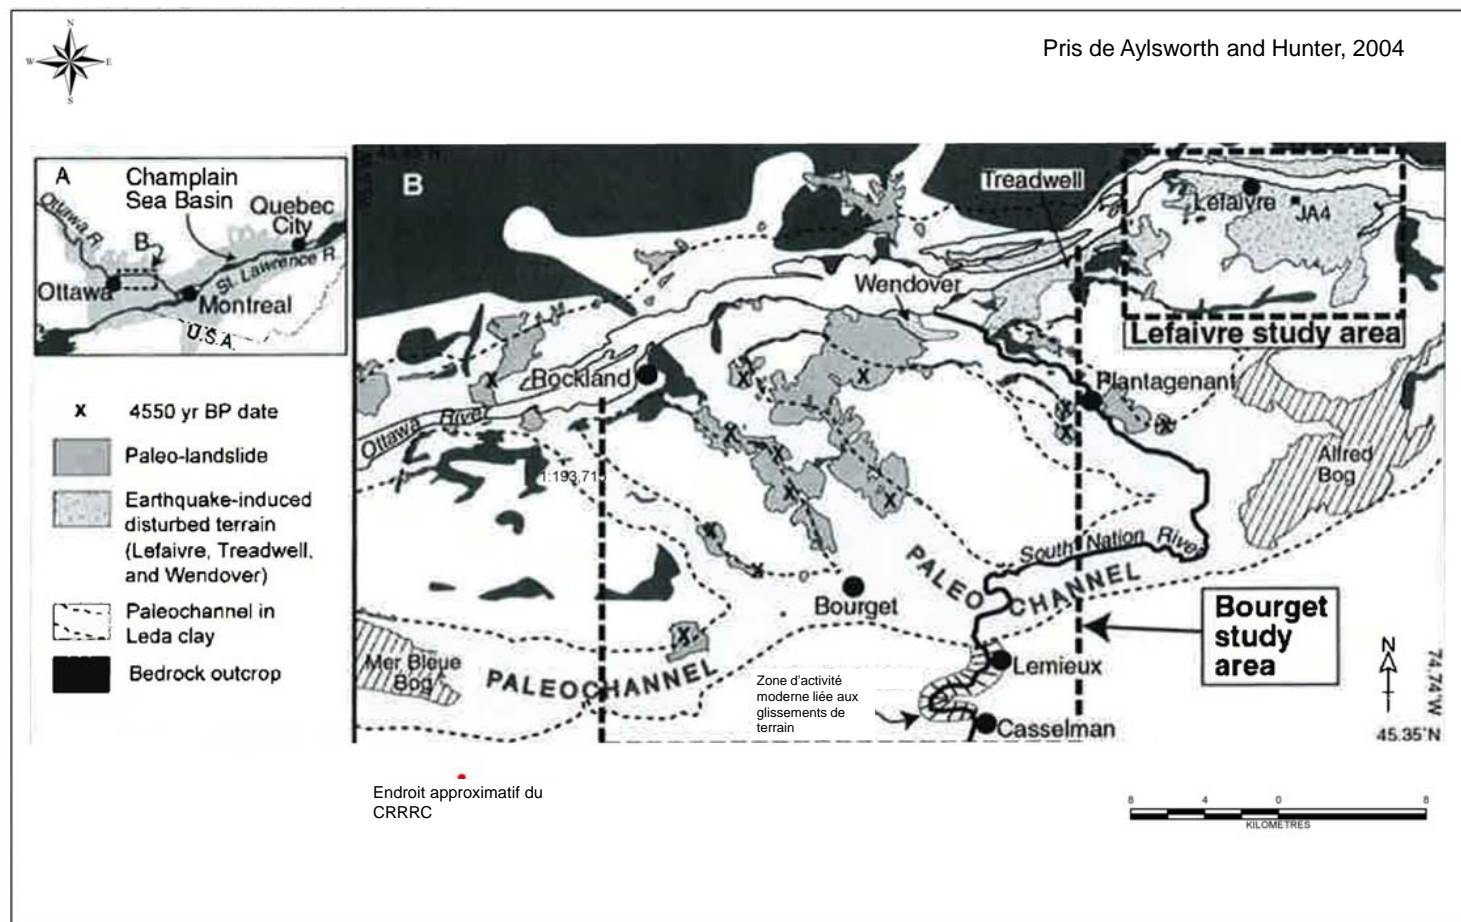 N
W
E
S
Pris de Aylsworth and Hunter, 2004
A
Champlain
Sea Basin
Quebec
City
Ottawa R.
B
St. Lawrence R.
Ottawa
Montreal
U.S.A.
X 4550 yr BP date
Paleo-landslide
Earthquake-induced
disturbed terrain
(Lefaivre, Treadwell,
and Wendover)
Paleochannel in
Leda clay
Bedrock outcrop
B
Treadwell
Lefaivre
JA4
Wendover
Lefaivre study area
Rockland
Plantagenant
Ottawa River
Alfred
Bog
1:193,715
South Nation River
PALEOCHANNEL
Bourget
Bourget
study
area
Mer Bleue
Bog
PALEOCHANNEL
Lemieux
Zone d'activité
moderne liée aux
glissements de
terrain
Casselman
N
74.74°W
45.35°N
Endroit approximatif du
CRRRC
8 4 0 8
KILOMETRES